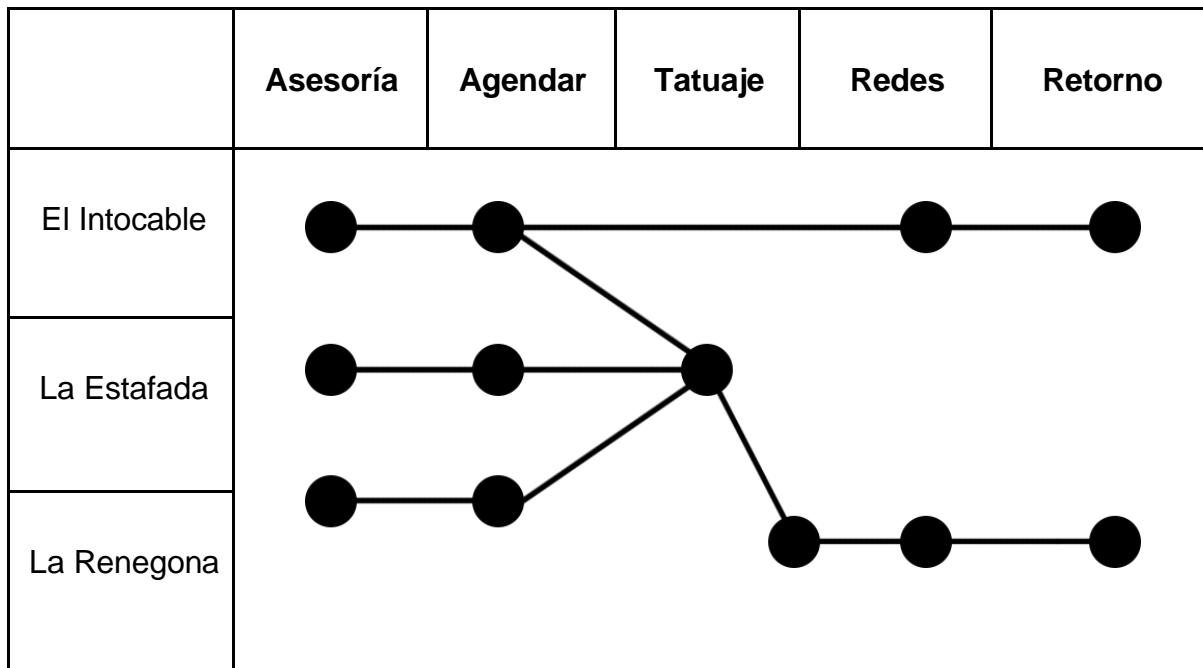 Asesoría Agendar Tatuaje Redes Retorno
El Intocable
La Estafada
La Renegona